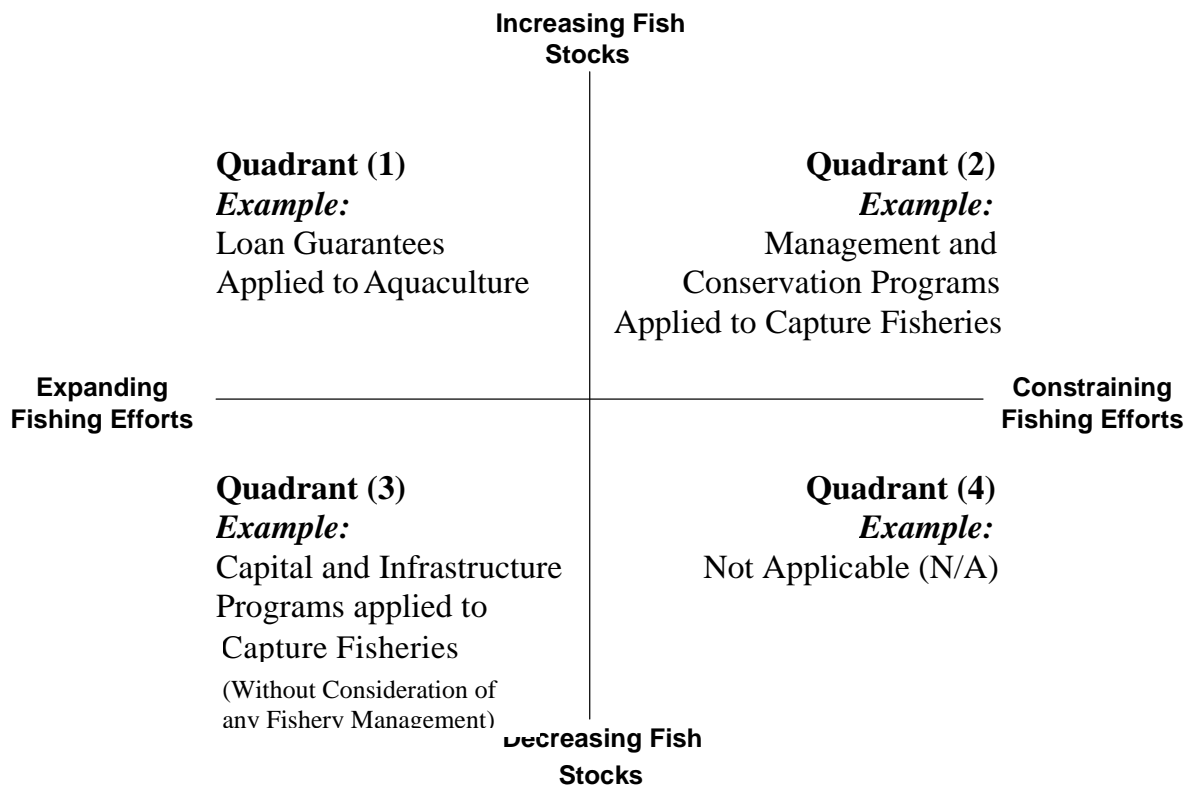 Increasing Fish
Stocks
Quadrant (1)
Example:
Loan Guarantees
Applied to Aquaculture
Quadrant (2)
Example:
Management and
Conservation Programs
Applied to Capture Fisheries
Expanding
Fishing Efforts
Constraining
Fishing Efforts
Quadrant (3)
Example:
Capital and Infrastructure
Programs applied to
Capture Fisheries
(Without Consideration of
any Fishery Management)
Quadrant (4)
Example:
Not Applicable (N/A)
Decreasing Fish
Stocks